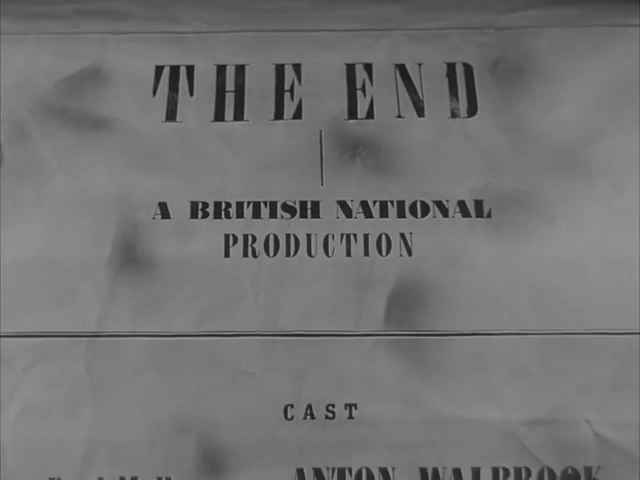 THE END
A BRITISH NATIONAL
PRODUCTION
CAST
ANTON WALBROOK